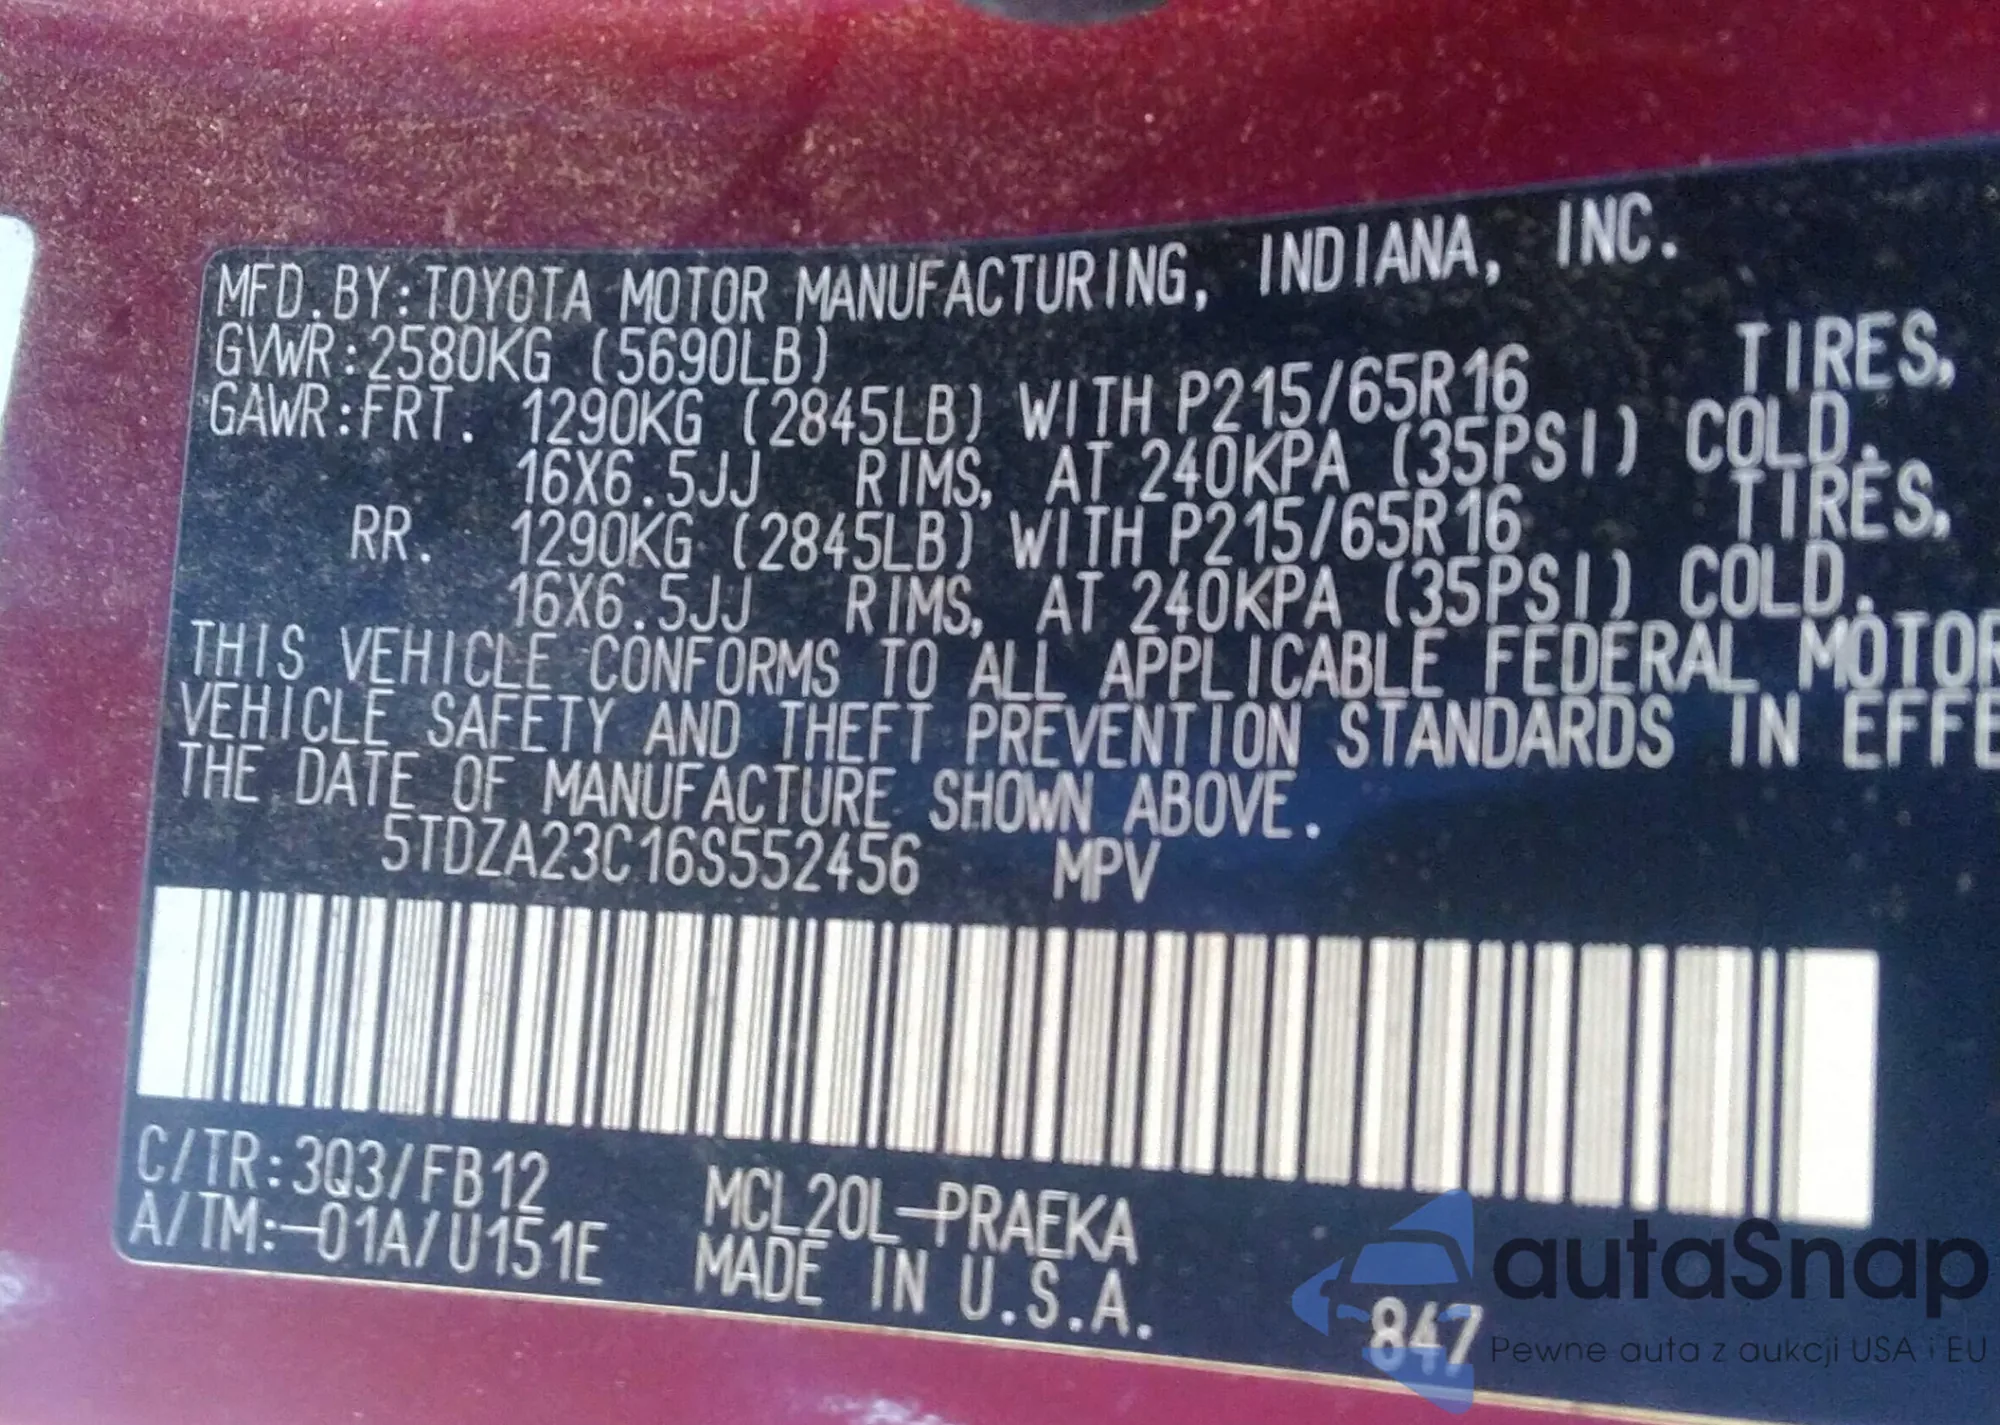 MFD.BY:TOYOTA MOTOR MANUFACTURING, INDIANA, INC.
GVWR:2580KG (5690LB)
GAWR:FRT. 1290KG (2845LB) WITH P215/65R16 TIRES,
16X6.5JJ RIMS, AT 240KPA (35PSI) COLD.
RR. 1290KG (2845LB) WITH P215/65R16 TIRES,
16X6.5JJ RIMS, AT 240KPA (35PSI) COLD.
THIS VEHICLE CONFORMS TO ALL APPLICABLE FEDERAL MOTOR
VEHICLE SAFETY AND THEFT PREVENTION STANDARDS IN EFFE
THE DATE OF MANUFACTURE SHOWN ABOVE.
5TDZA23C16S552456 MPV
C/TR:3Q3/FB12 MCL20L-PRAEKA
A/TM:-01A/U151E MADE IN U.S.A.
847
autoSnap
Pewne auta z aukcji USA i EU